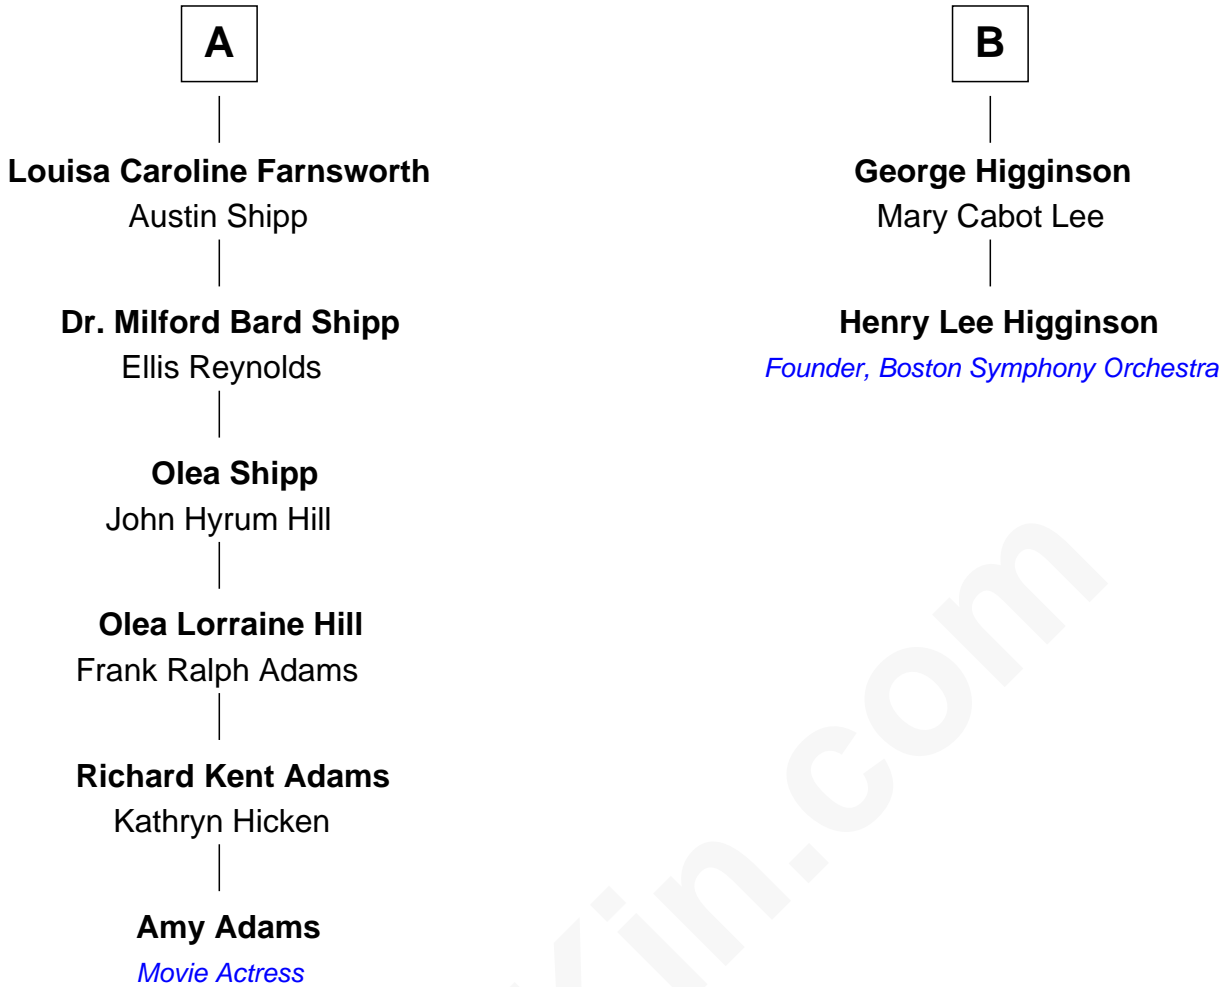 A
Louisa Caroline Farnsworth
Austin Shipp
Dr. Milford Bard Shipp
Ellis Reynolds
Olea Shipp
John Hyrum Hill
Olea Lorraine Hill
Frank Ralph Adams
Richard Kent Adams
Kathryn Hicken
Amy Adams
Movie Actress
B
George Higginson
Mary Cabot Lee
Henry Lee Higginson
Founder, Boston Symphony Orchestra
Kin.com